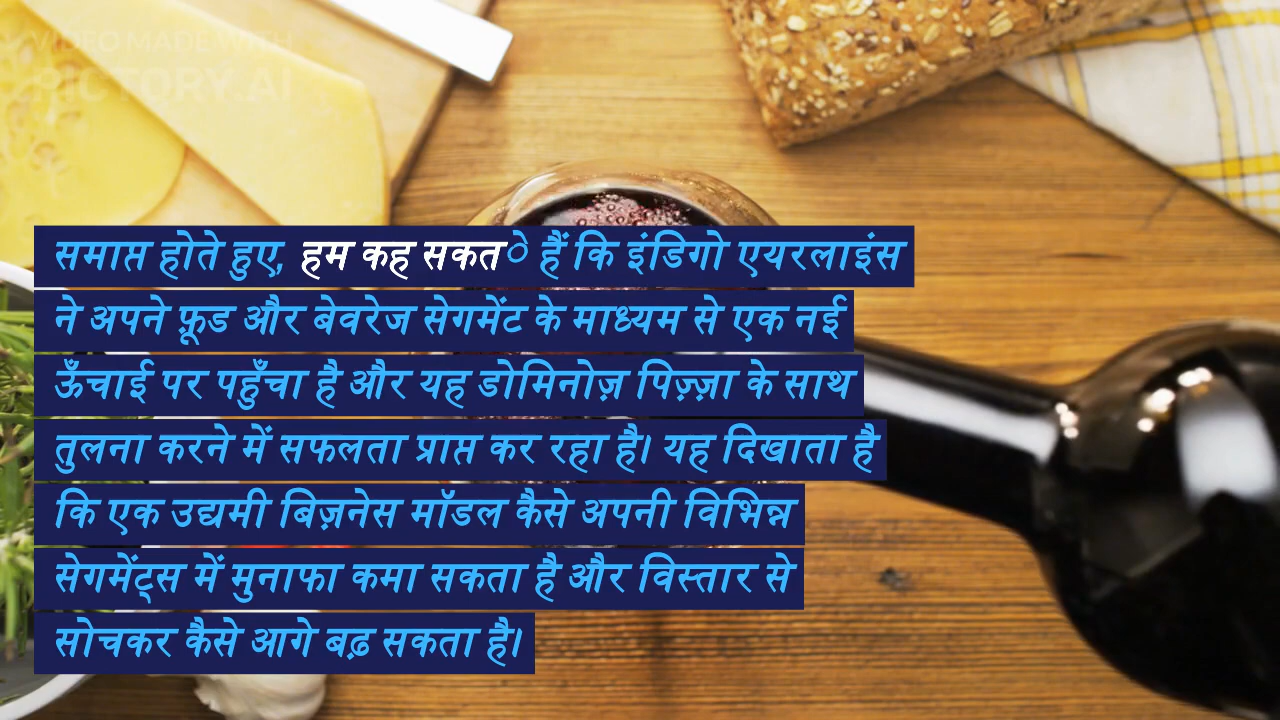 VIDEO MADE WITH
PICTORY.AI
समाप्त होते हुए, हम कह सकते हैं कि इंडिगो एयरलाइंस
ने अपने फ़ूड और बेवरेज सेगमेंट के माध्यम से एक नई
ऊँचाई पर पहुँचा है और यह डोमिनोज़ पिज़्ज़ा के साथ
तुलना करने में सफलता प्राप्त कर रहा है। यह दिखाता है
कि एक उद्यमी बिज़नेस मॉडल कैसे अपनी विभिन्न
सेगमेंट्स में मुनाफा कमा सकता है और विस्तार से
सोचकर कैसे आगे बढ़ सकता है।